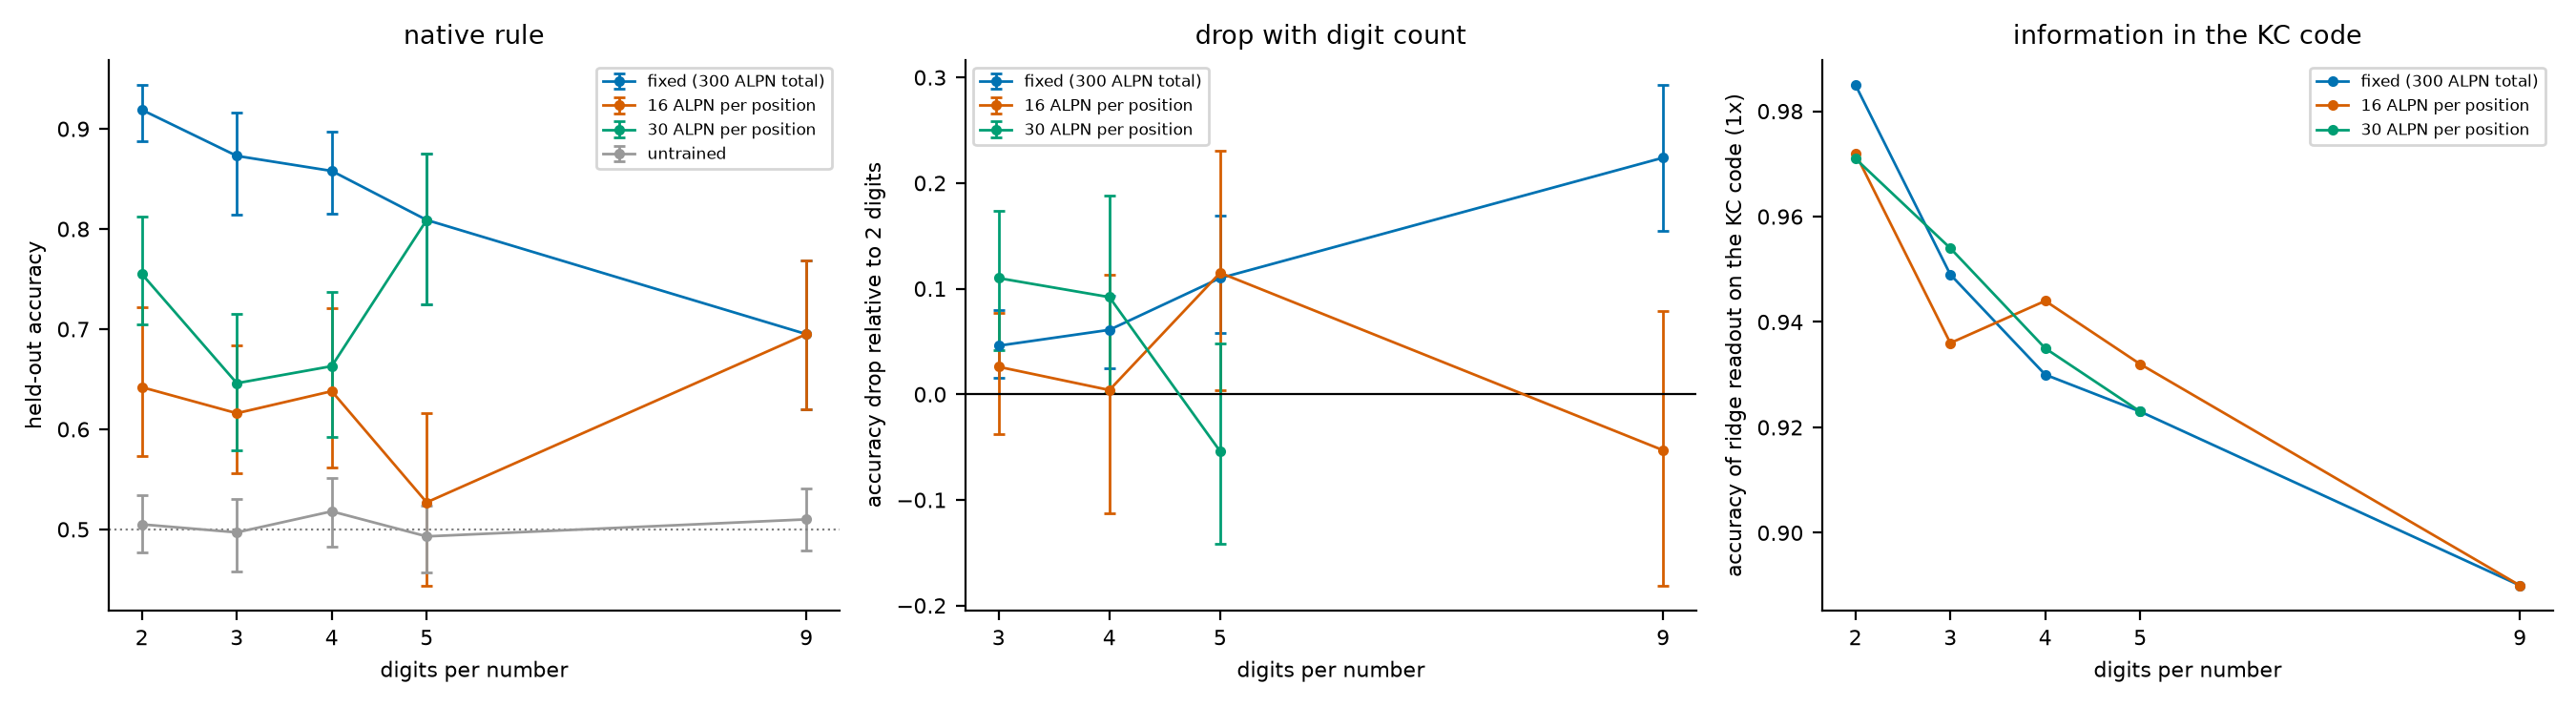 native rule
held-out accuracy
0.9
0.8
0.7
0.6
0.5
fixed (300 ALPN total)
16 ALPN per position
30 ALPN per position
untrained
2
3
4
5
9
digits per number
drop with digit count
accuracy drop relative to 2 digits
0.3
0.2
0.1
0.0
−0.1
−0.2
fixed (300 ALPN total)
16 ALPN per position
30 ALPN per position
3
4
5
9
digits per number
information in the KC code
accuracy of ridge readout on the KC code (1x)
0.98
0.96
0.94
0.92
0.90
fixed (300 ALPN total)
16 ALPN per position
30 ALPN per position
2
3
4
5
9
digits per number